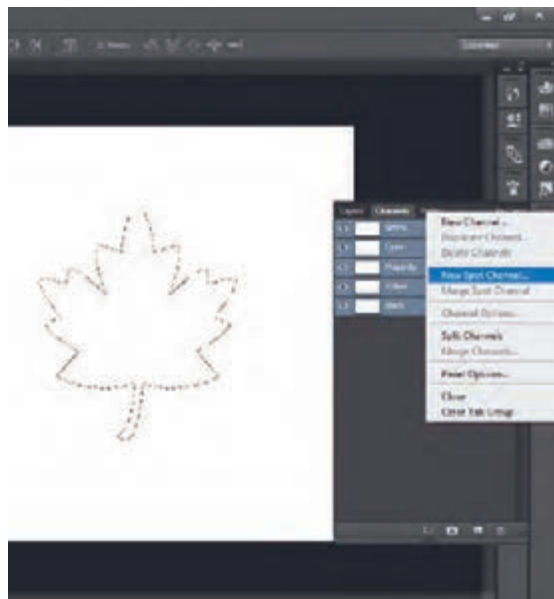 Layers Channels
CMYK
Cyan
Magenta
Yellow
Black
New Channel...
Duplicate Channel...
Delete Channels
New Spot Channel...
Merge Spot Channel
Channel Options...
Split Channels
Merge Channels...
Panel Options...
Close
Close Tab Group